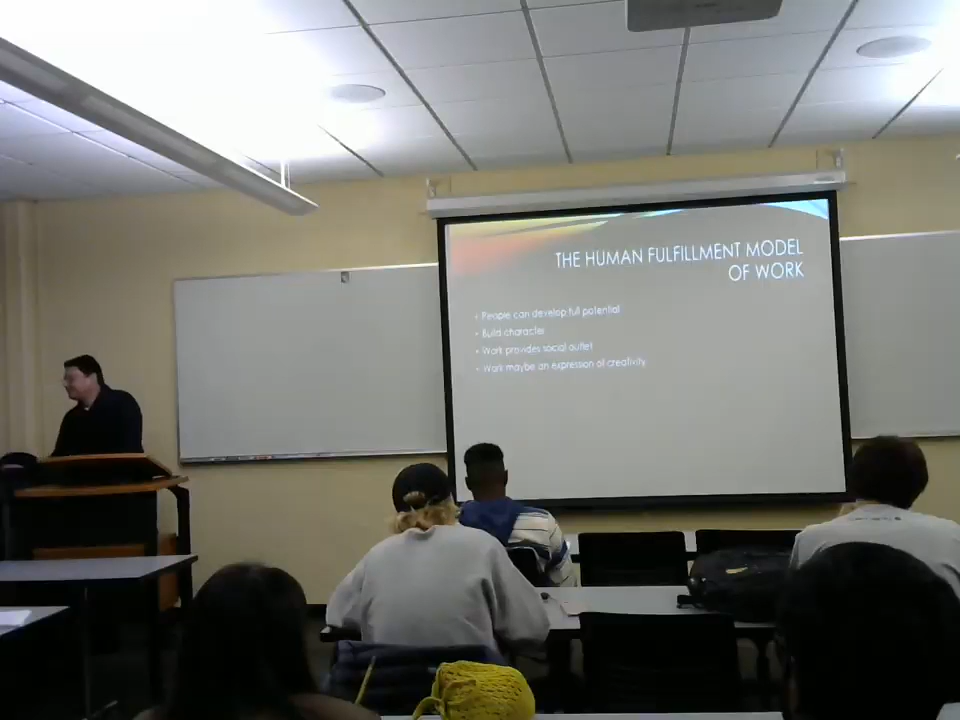 THE HUMAN FULFILLMENT MODEL
OF WORK
• People can develop full potential
• Build character
• Work provides social outlet
• Work maybe an expression of creativity